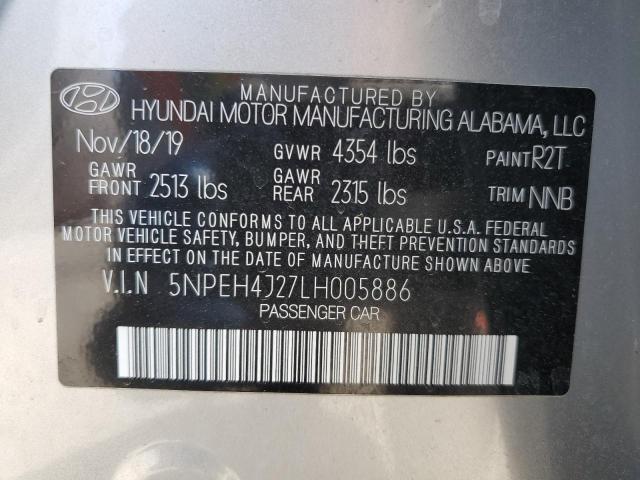 MANUFACTURED BY
HYUNDAI MOTOR MANUFACTURING ALABAMA, LLC
Nov/18/19 GVWR 4354 lbs PAINT R2T
GAWR FRONT 2513 lbs GAWR REAR 2315 lbs TRIM NNB
THIS VEHICLE CONFORMS TO ALL APPLICABLE U.S.A. FEDERAL
MOTOR VEHICLE SAFETY, BUMPER, AND THEFT PREVENTION STANDARDS
IN EFFECT ON THE DATE OF MANUFACTURE SHOWN ABOVE.
V.I.N 5NPEH4J27LH005886
PASSENGER CAR